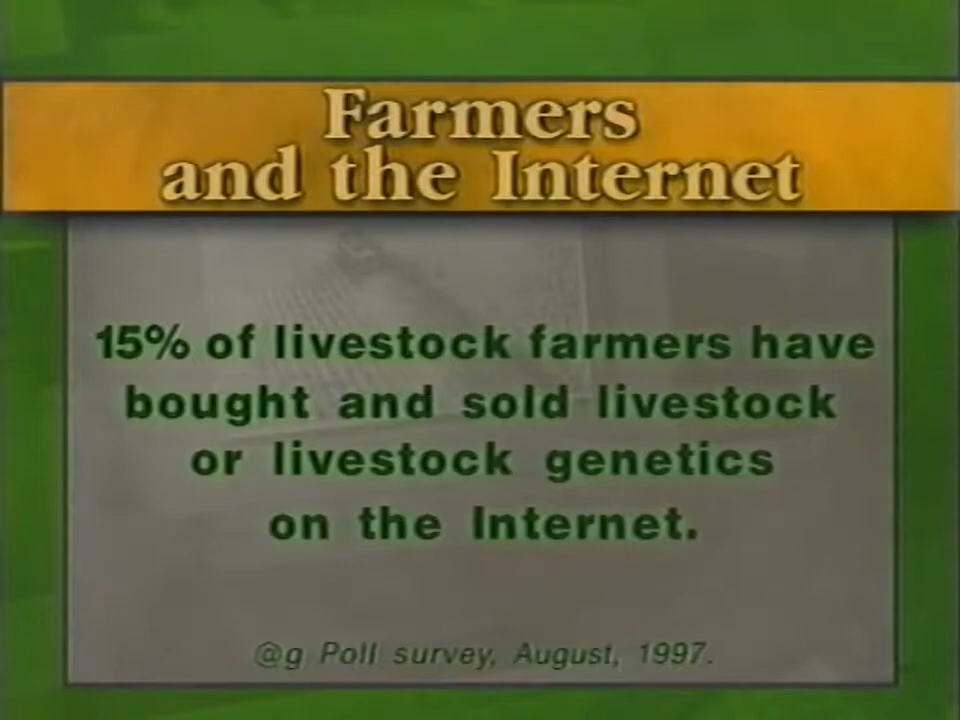 Farmers
and the Internet
15% of livestock farmers have
bought and sold livestock
or livestock genetics
on the Internet.
@g Poll survey, August, 1997.